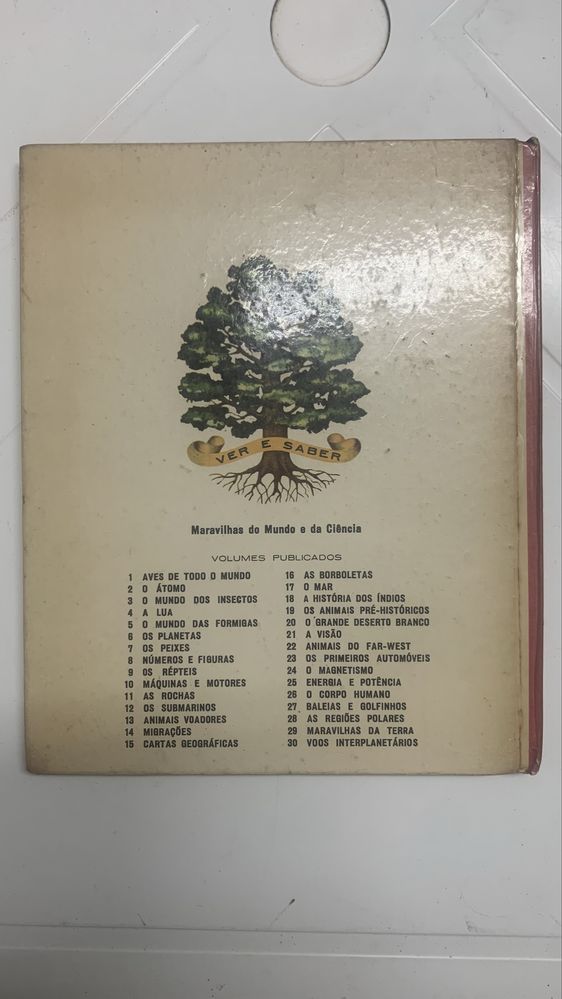 VER E SABER
Maravilhas do Mundo e da Ciência
VOLUMES PUBLICADOS
1 AVES DE TODO O MUNDO
2 O ÁTOMO
3 O MUNDO DOS INSECTOS
4 A LUA
5 O MUNDO DAS FORMIGAS
6 OS PLANETAS
7 OS PEIXES
8 NÚMEROS E FIGURAS
9 OS RÉPTEIS
10 MÁQUINAS E MOTORES
11 AS ROCHAS
12 OS SUBMARINOS
13 ANIMAIS VOADORES
14 MIGRAÇÕES
15 CARTAS GEOGRÁFICAS
16 AS BORBOLETAS
17 O MAR
18 A HISTÓRIA DOS ÍNDIOS
19 OS ANIMAIS PRÉ-HISTÓRICOS
20 O GRANDE DESERTO BRANCO
21 A VISÃO
22 ANIMAIS DO FAR-WEST
23 OS PRIMEIROS AUTOMÓVEIS
24 O MAGNETISMO
25 ENERGIA E POTÊNCIA
26 O CORPO HUMANO
27 BALEIAS E GOLFINHOS
28 AS REGIÕES POLARES
29 MARAVILHAS DA TERRA
30 VOOS INTERPLANETÁRIOS